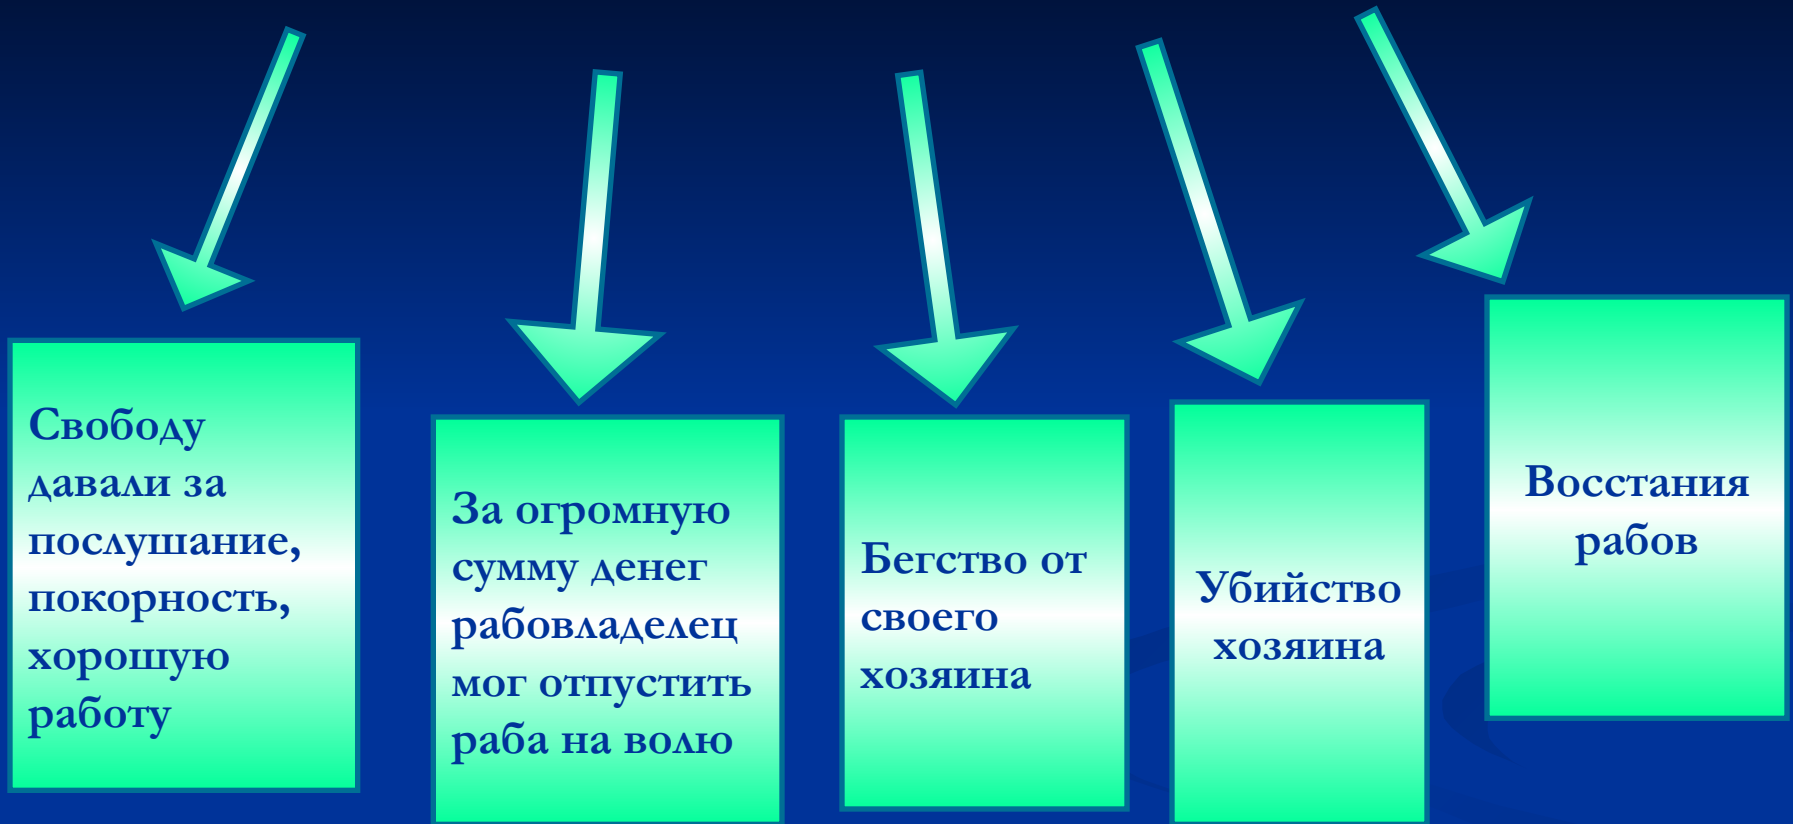 Свободу
давали за
послушание,
покорность,
хорошую
работу
За огромную
сумму денег
рабовладелец
мог отпустить
раба на волю
Бегство от
своего
хозяина
Убийство
хозяина
Восстания
рабов